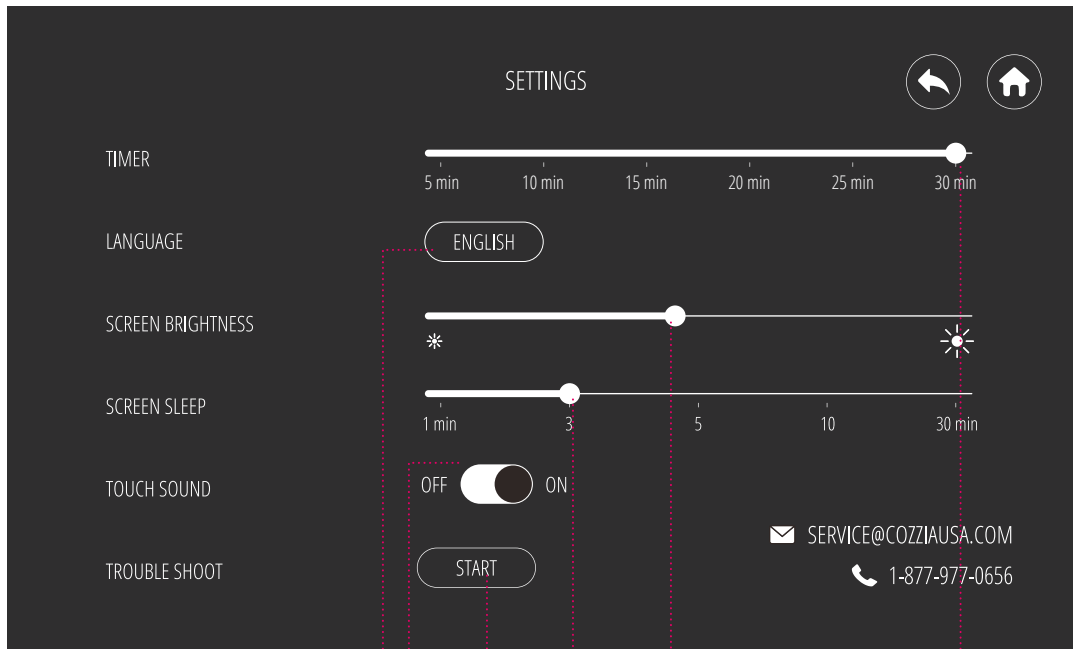 SETTINGS
TIMER
5 min 10 min 15 min 20 min 25 min 30 min
LANGUAGE ENGLISH
SCREEN BRIGHTNESS
SCREEN SLEEP
1 min 3 5 10 30 min
TOUCH SOUND OFF ON
SERVICE@COZZIAUSA.COM
TROUBLE SHOOT START 1-877-977-0656